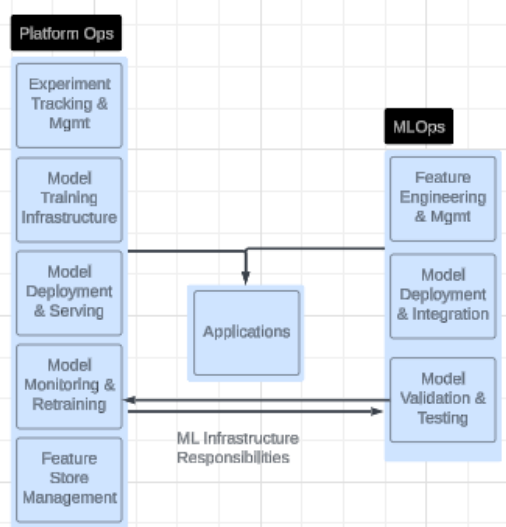 Platform Ops
Experiment
Tracking &
Mgmt
Model
Training
Infrastructure
Model
Deployment
& Serving
Model
Monitoring &
Retraining
Feature
Store
Management
Applications
ML Infrastructure
Responsibilities
MLOps
Feature
Engineering
& Mgmt
Model
Deployment
& Integration
Model
Validation &
Testing